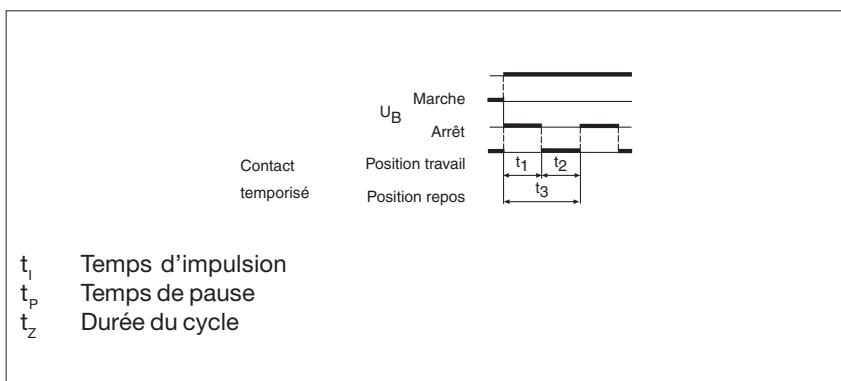 Marche
U_B
Arrêt
Contact Position travail t₁ t₂
temporisé Position repos t₃
t_I Temps d’impulsion
t_P Temps de pause
t_Z Durée du cycle